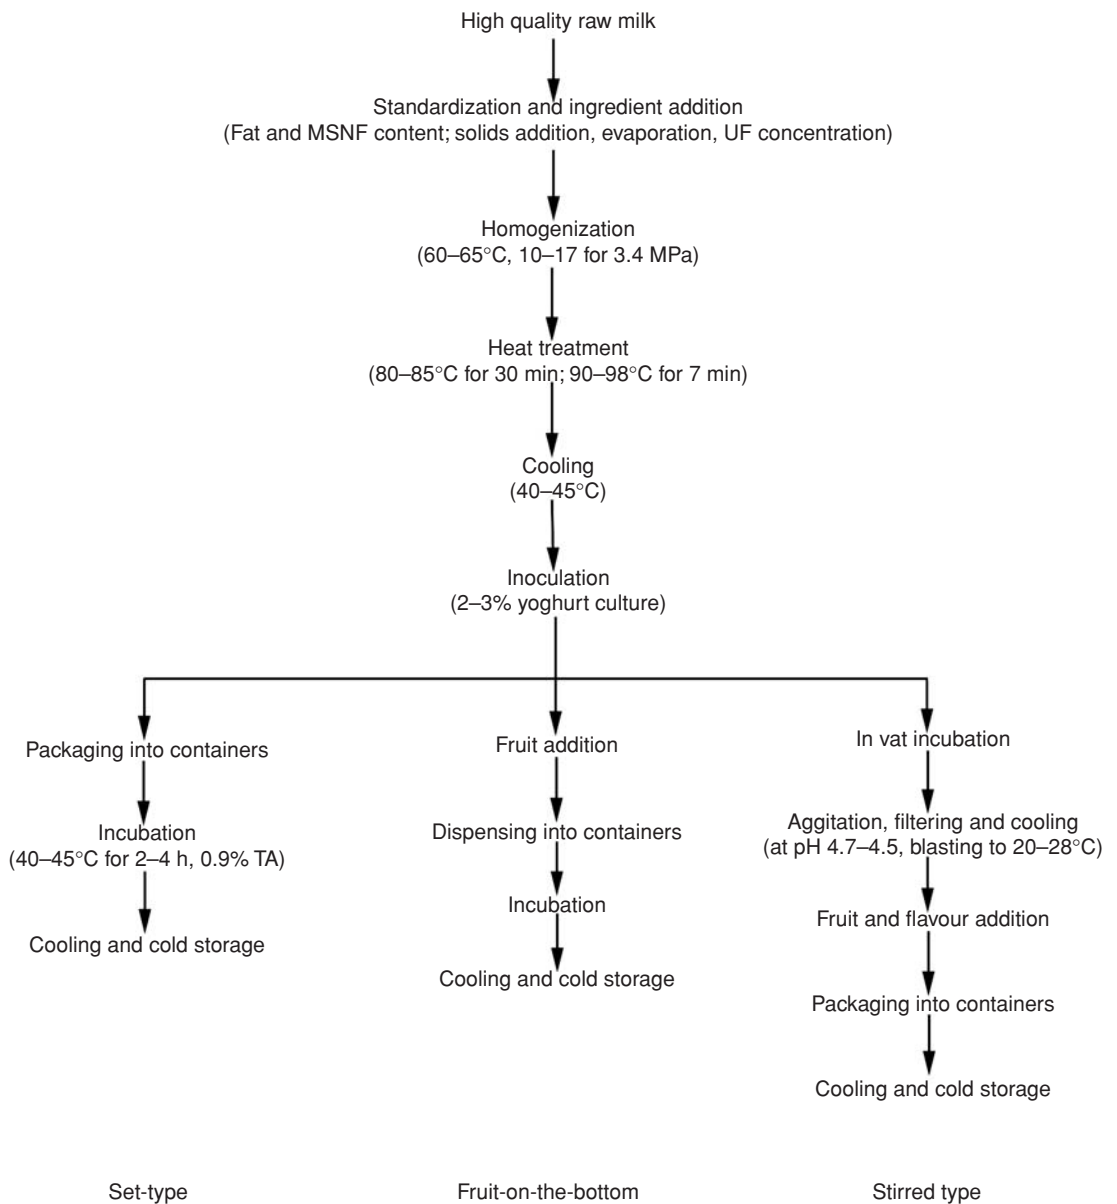 High quality raw milk
Standardization and ingredient addition
(Fat and MSNF content; solids addition, evaporation, UF concentration)
Homogenization
(60–65°C, 10–17 for 3.4 MPa)
Heat treatment
(80–85°C for 30 min; 90–98°C for 7 min)
Cooling
(40–45°C)
Inoculation
(2–3% yoghurt culture)
Packaging into containers
Incubation
(40–45°C for 2–4 h, 0.9% TA)
Cooling and cold storage
Fruit addition
Dispensing into containers
Incubation
Cooling and cold storage
In vat incubation
Aggitation, filtering and cooling
(at pH 4.7–4.5, blasting to 20–28°C)
Fruit and flavour addition
Packaging into containers
Cooling and cold storage
Set-type
Fruit-on-the-bottom
Stirred type